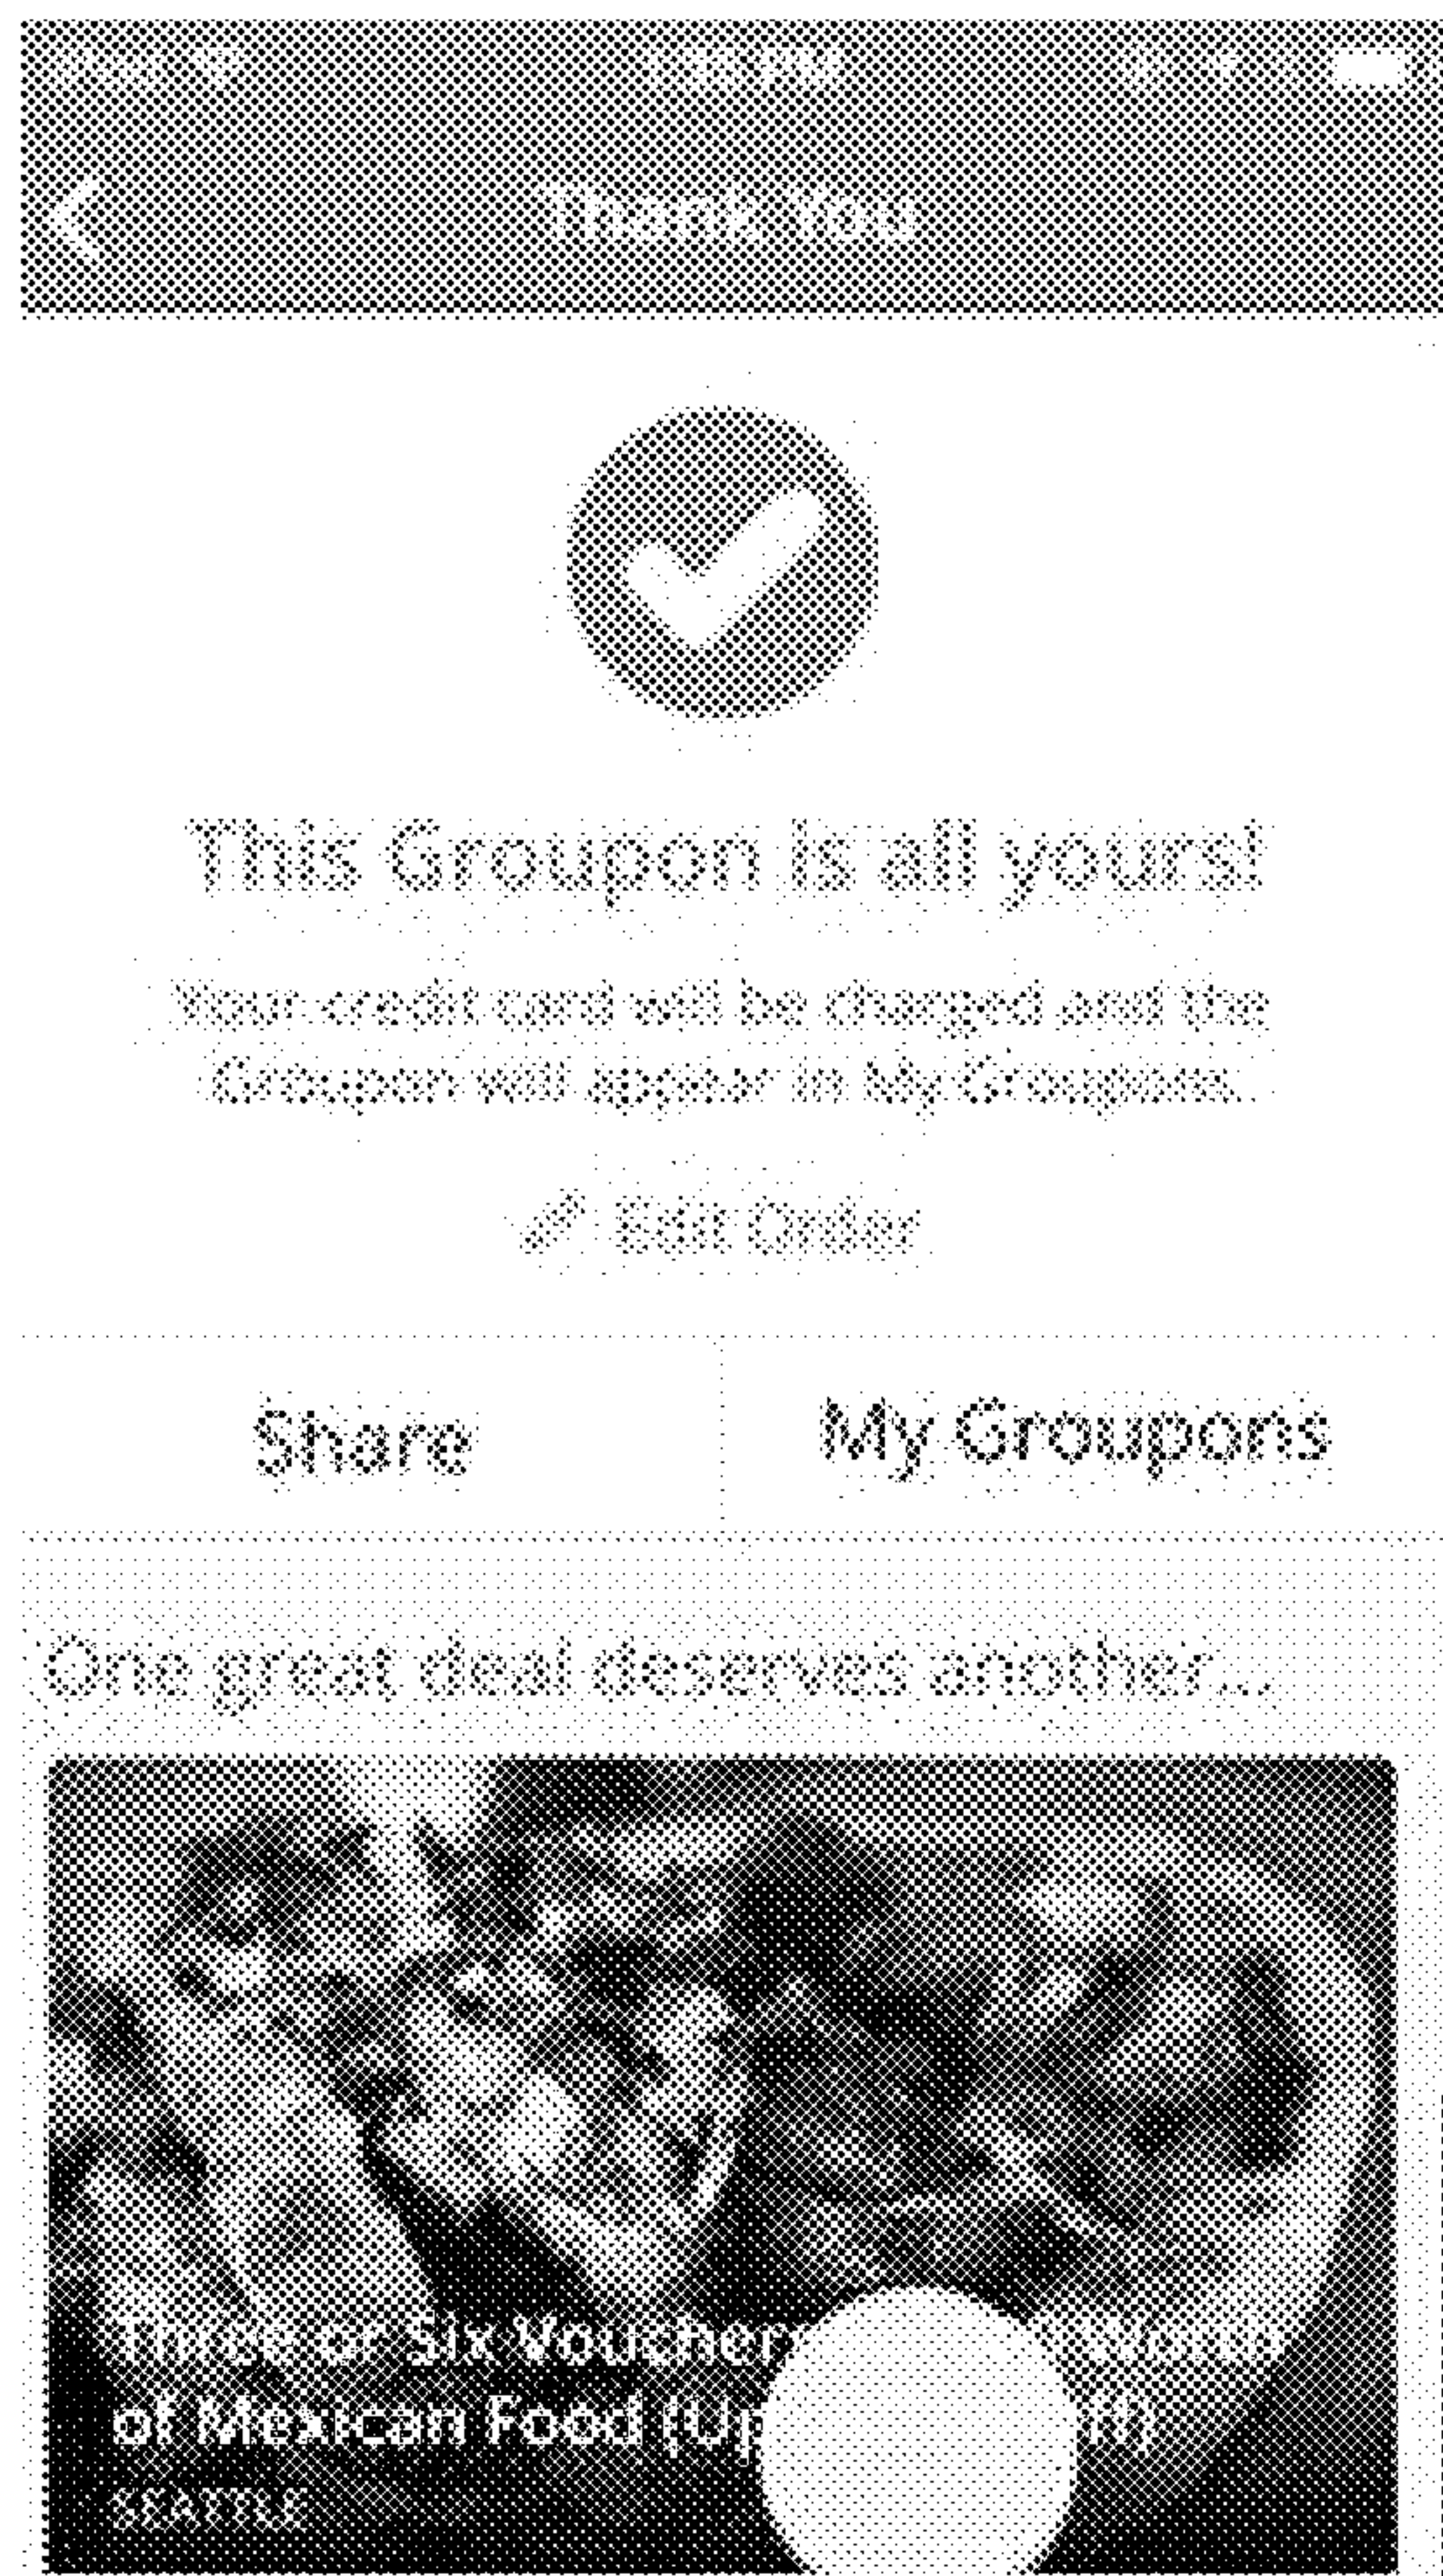 Thank You
This Groupon is all yours!
Your credit card will be charged and the
Groupon will appear in My Groupons.
Edit Order
Share
My Groupons
One great deal deserves another...
Three or Six Voucher
of Mexican Food (Up
SEATTLE